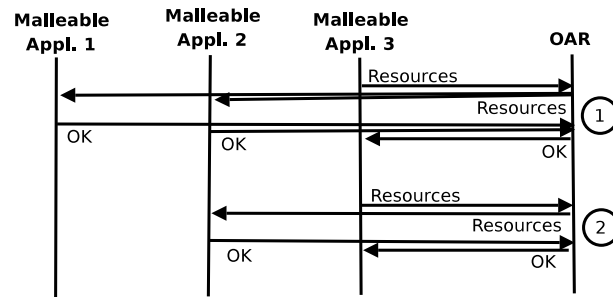 Malleable
Appl. 1
Malleable
Appl. 2
Malleable
Appl. 3
OAR
Resources
Resources
1
OK
OK
OK
Resources
Resources
2
OK
OK